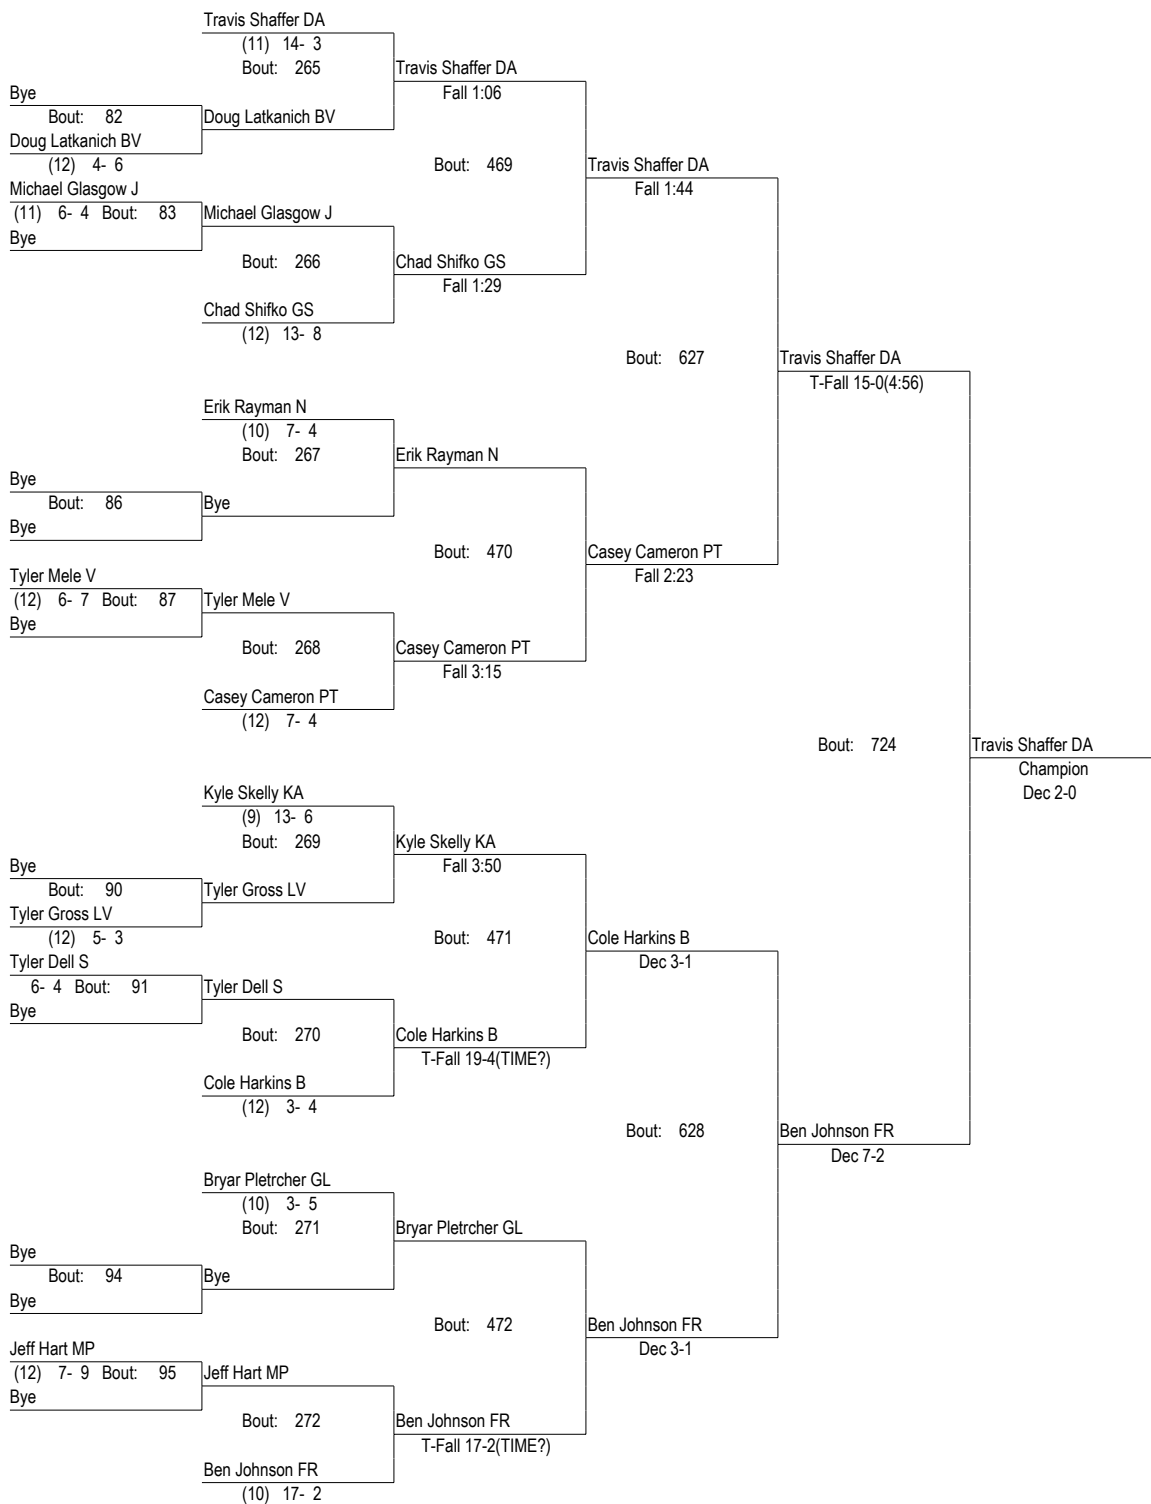 Travis Shaffer DA
(11) 14- 3
Bout: 265
Travis Shaffer DA
Fall 1:06
Bye
Bout: 82
Doug Latkanich BV
Doug Latkanich BV
(12) 4- 6
Bout: 469
Travis Shaffer DA
Fall 1:44
Michael Glasgow J
(11) 6- 4 Bout: 83
Michael Glasgow J
Bye
Bout: 266
Chad Shifko GS
Fall 1:29
Chad Shifko GS
(12) 13- 8
Bout: 627
Travis Shaffer DA
T-Fall 15-0(4:56)
Erik Rayman N
(10) 7- 4
Bout: 267
Erik Rayman N
Bye
Bout: 86
Bye
Bye
Bout: 470
Casey Cameron PT
Fall 2:23
Tyler Mele V
(12) 6- 7 Bout: 87
Tyler Mele V
Bye
Bout: 268
Casey Cameron PT
Fall 3:15
Casey Cameron PT
(12) 7- 4
Bout: 724
Travis Shaffer DA
Champion
Dec 2-0
Kyle Skelly KA
(9) 13- 6
Bout: 269
Kyle Skelly KA
Fall 3:50
Bye
Bout: 90
Tyler Gross LV
Tyler Gross LV
(12) 5- 3
Bout: 471
Cole Harkins B
Dec 3-1
Tyler Dell S
6- 4 Bout: 91
Tyler Dell S
Bye
Bout: 270
Cole Harkins B
T-Fall 19-4(TIME?)
Cole Harkins B
(12) 3- 4
Bout: 628
Ben Johnson FR
Dec 7-2
Bryar Pletrcher GL
(10) 3- 5
Bout: 271
Bryar Pletrcher GL
Bye
Bout: 94
Bye
Bye
Bout: 472
Ben Johnson FR
Dec 3-1
Jeff Hart MP
(12) 7- 9 Bout: 95
Jeff Hart MP
Bye
Bout: 272
Ben Johnson FR
T-Fall 17-2(TIME?)
Ben Johnson FR
(10) 17- 2